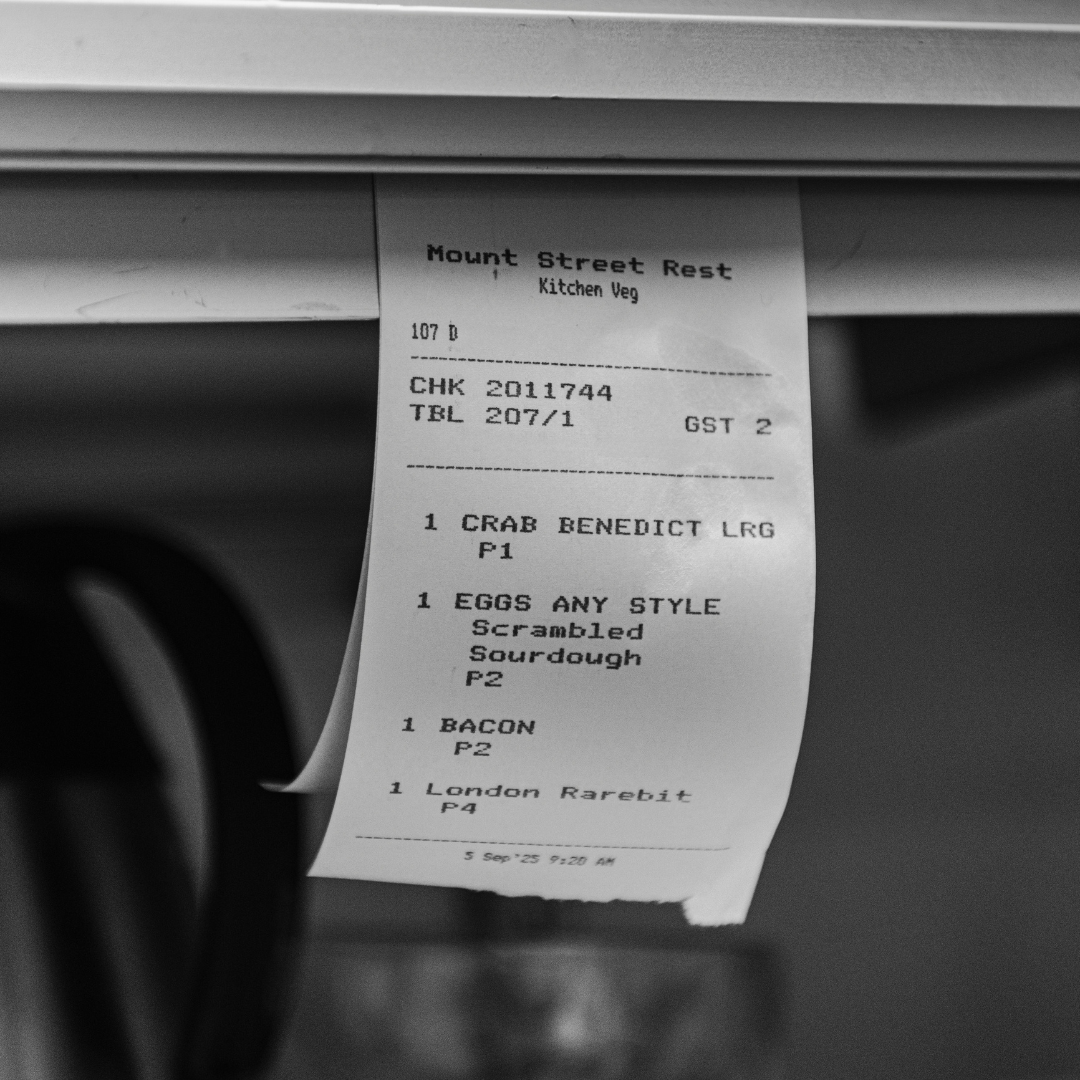 Mount Street Rest
Kitchen Veg
107 D
CHK 2011744
TBL 207/1 GST 2
1 CRAB BENEDICT LRG
P1
1 EGGS ANY STYLE
Scrambled
Sourdough
P2
1 BACON
P2
1 London Rarebit
P4
5 Sep'25 9:20 AM